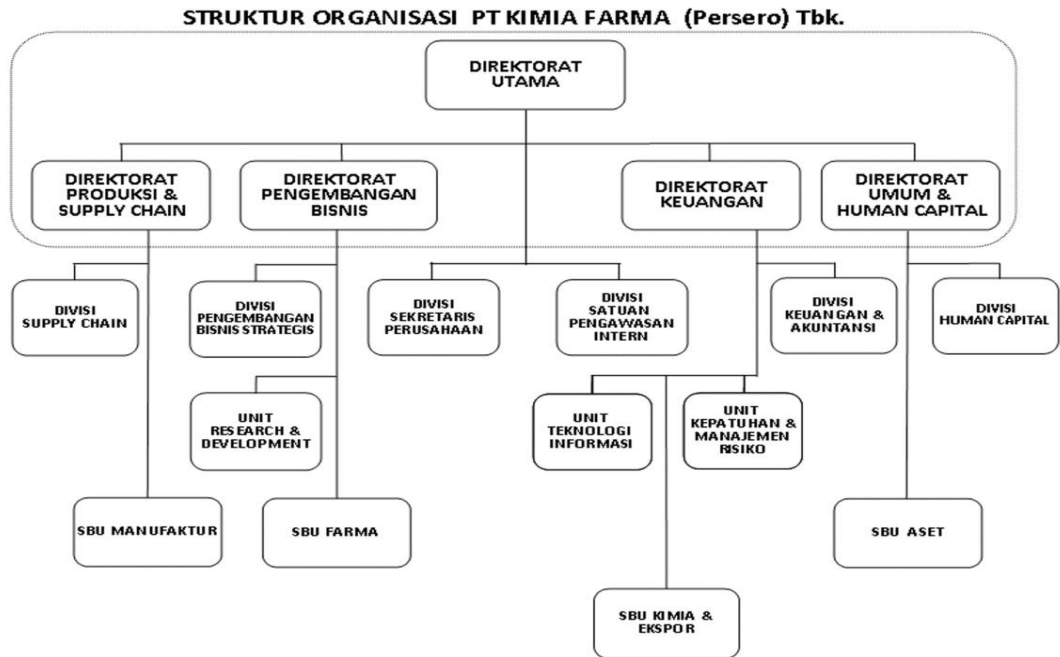 STRUKTUR ORGANISASI PT KIMIA FARMA (Persero) Tbk.
DIREKTORAT
UTAMA
DIREKTORAT
PRODUKSI &
SUPPLY CHAIN
DIREKTORAT
PENGEMBANGAN
BISNIS
DIREKTORAT
KEUANGAN
DIREKTORAT
UMUM &
HUMAN CAPITAL
DIVISI
SUPPLY CHAIN
DIVISI
PENGEMBANGAN
BISNIS STRATEGIS
DIVISI
SEKRETARIS
PERUSAHAAN
DIVISI
SATUAN
PENGAWASAN
INTERN
DIVISI
KEUANGAN &
AKUNTANSI
DIVISI
HUMAN CAPITAL
UNIT
RESEARCH &
DEVELOPMENT
UNIT
TEKNOLOGI
INFORMASI
UNIT
KEPATUHAN &
MANAJEMEN
RISIKO
SBU MANUFAKTUR
SBU FARMA
SBU ASET
SBU KIMIA &
EKSPOR